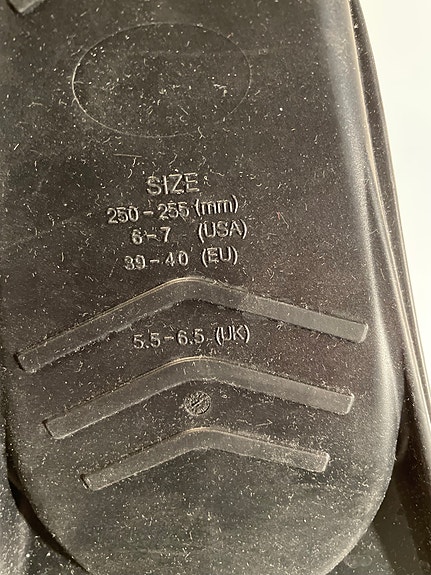 SIZE
250-255 (mm)
6-7 (USA)
39-40 (EU)
5.5-6.5 (UK)